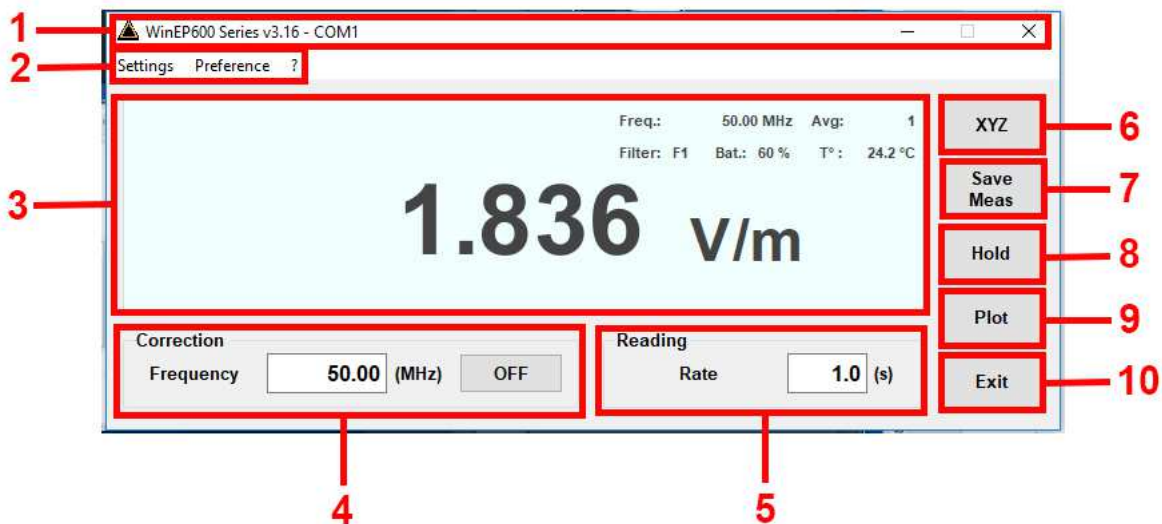 1
WinEP600 Series v3.16 - COM1
2
Settings Preference ?
3
Freq.: 50.00 MHz Avg: 1
Filter: F1 Bat.: 60 % T° : 24.2 °C
1.836 V/m
XYZ
6
Save
Meas
7
Hold
8
Plot
9
Exit
10
Correction
Frequency 50.00 (MHz) OFF
4
Reading
Rate 1.0 (s)
5